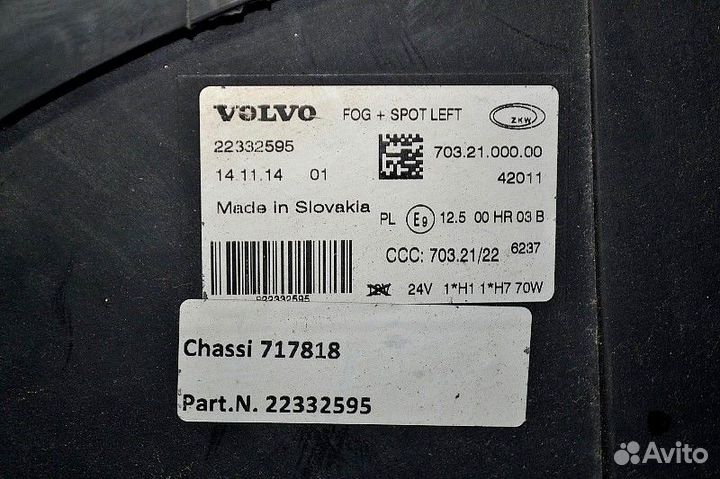 VOLVO FOG + SPOT LEFT ZKW
22332595 703.21.000.00
14.11.14 01 42011
Made in Slovakia PL E9 12.5 00 HR 03 B
CCC: 703.21/22 6237
24V 1*H1 1*H7 70W
P22332595
Chassi 717818
Part.N. 22332595
Avito